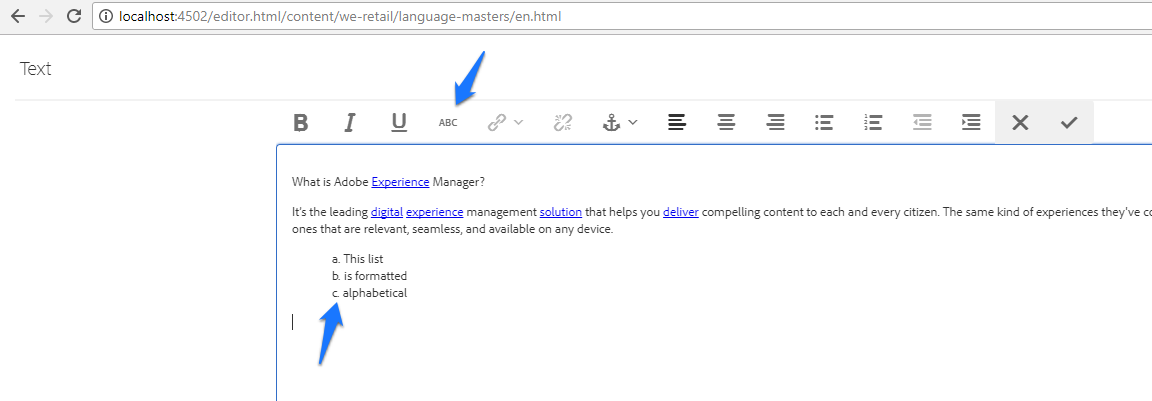 localhost:4502/editor.html/content/we-retail/language-masters/en.html
Text
B I U ABC
What is Adobe Experience Manager?
It's the leading digital experience management solution that helps you deliver compelling content to each and every citizen. The same kind of experiences they've
ones that are relevant, seamless, and available on any device.
a. This list
b. is formatted
c. alphabetical